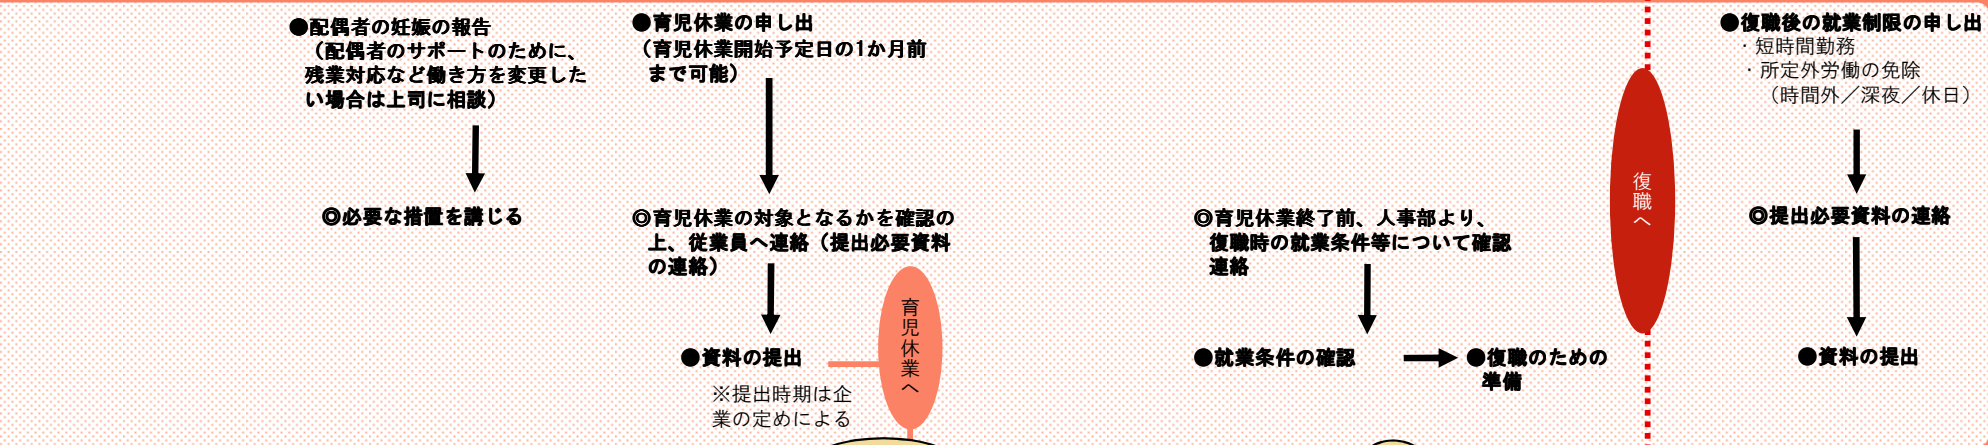 ●配偶者の妊娠の報告
（配偶者のサポートのために、
残業対応など働き方を変更した
い場合は上司に相談）
◎必要な措置を講じる
●育児休業の申し出
（育児休業開始予定日の1か月前
まで可能）
◎育児休業の対象となるかを確認の
上、従業員へ連絡（提出必要資料
の連絡）
●資料の提出
※提出時期は企
業の定めによる
育児休業へ
◎育児休業終了前、人事部より、
復職時の就業条件等について確認
連絡
●就業条件の確認
●復職のための
準備
復職へ
●復職後の就業制限の申し出
・短時間勤務
・所定外労働の免除
（時間外／深夜／休日）
◎提出必要資料の連絡
●資料の提出